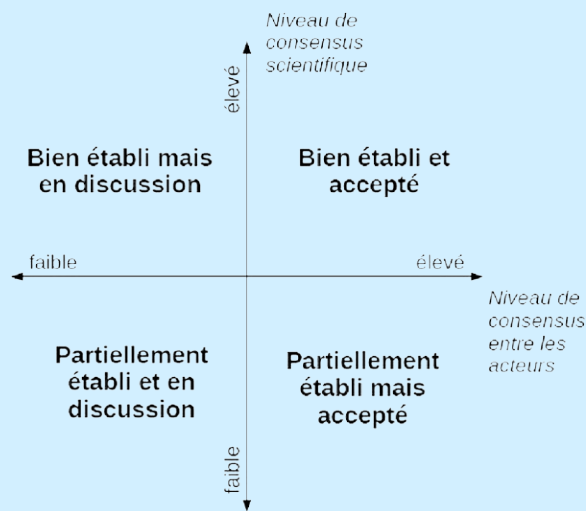 Niveau de
consensus
scientifique
élevé
Bien établi mais
en discussion
Bien établi et
accepté
faible
élevé
Niveau de
consensus
entre les
acteurs
Partiellement
établi et en
discussion
Partiellement
établi mais
accepté
faible